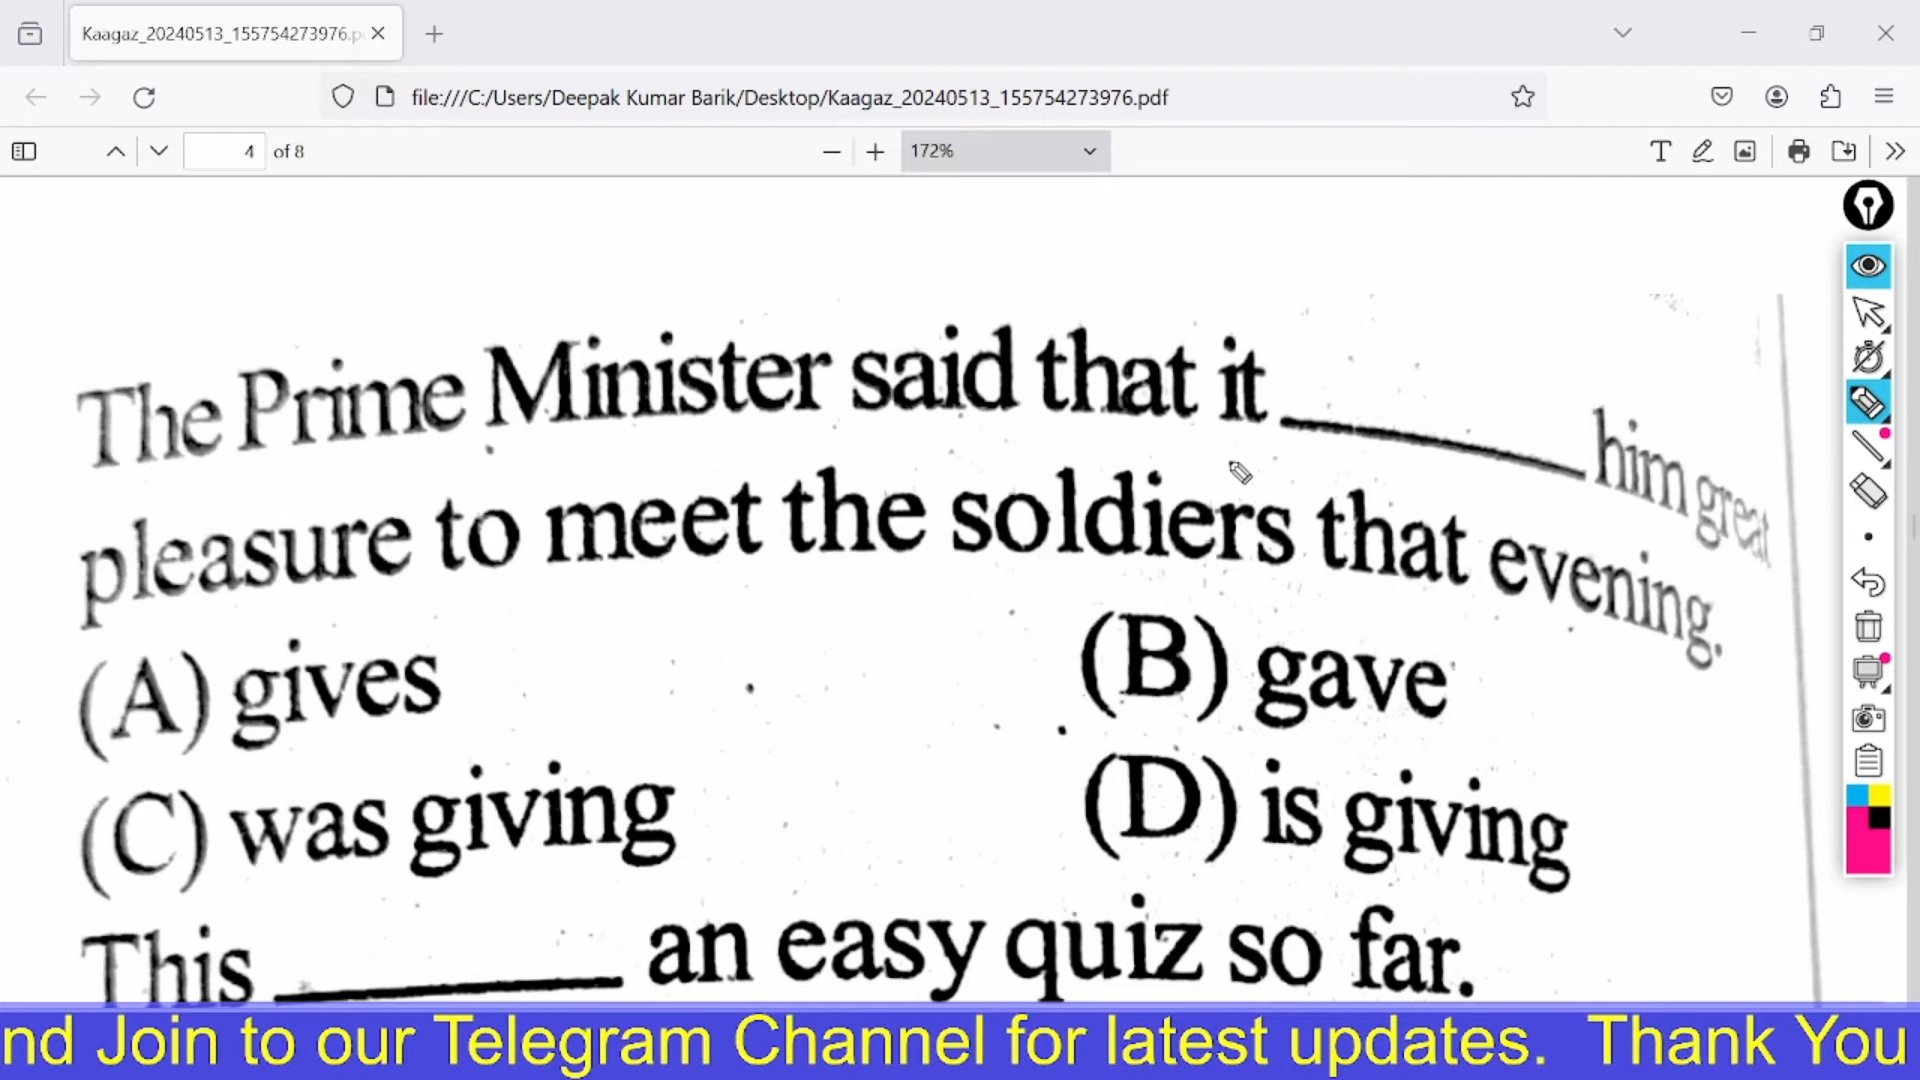 Kaagaz_20240513_155754273976.p
file:///C:/Users/Deepak Kumar Barik/Desktop/Kaagaz_20240513_155754273976.pdf
4 of 8
172%
The Prime Minister said that it ________ him great
pleasure to meet the soldiers that evening.
(A) gives (B) gave
(C) was giving (D) is giving
This ________ an easy quiz so far.
nd Join to our Telegram Channel for latest updates. Thank You